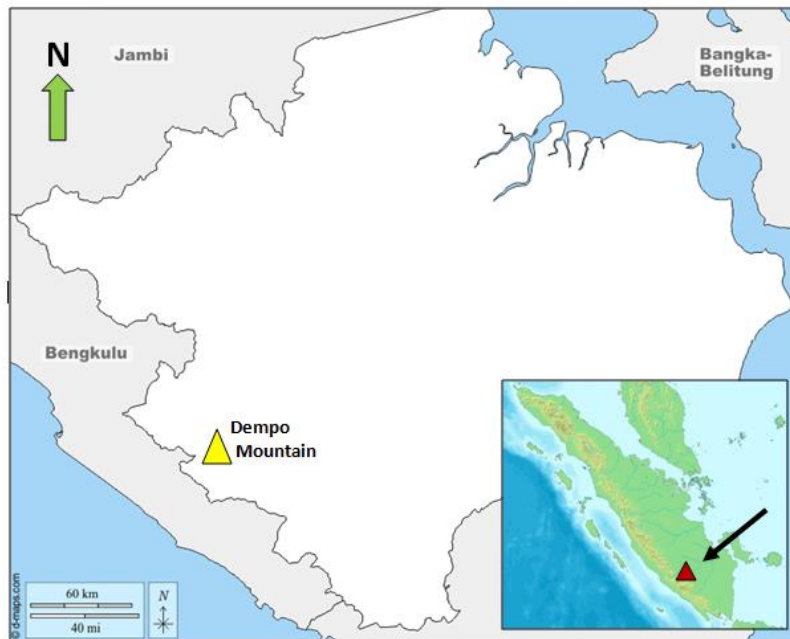 N
Jambi
Bangka-
Belitung
Bengkulu
Dempo
Mountain
60 km
40 mi
N
© d-maps.com